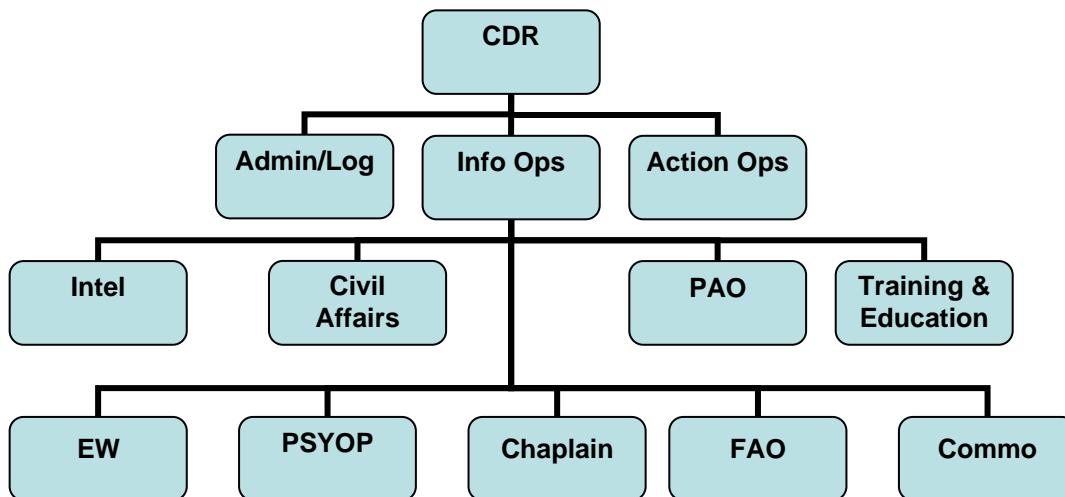 CDR
Admin/Log
Info Ops
Action Ops
Intel
Civil
Affairs
PAO
Training &
Education
EW
PSYOP
Chaplain
FAO
Commo